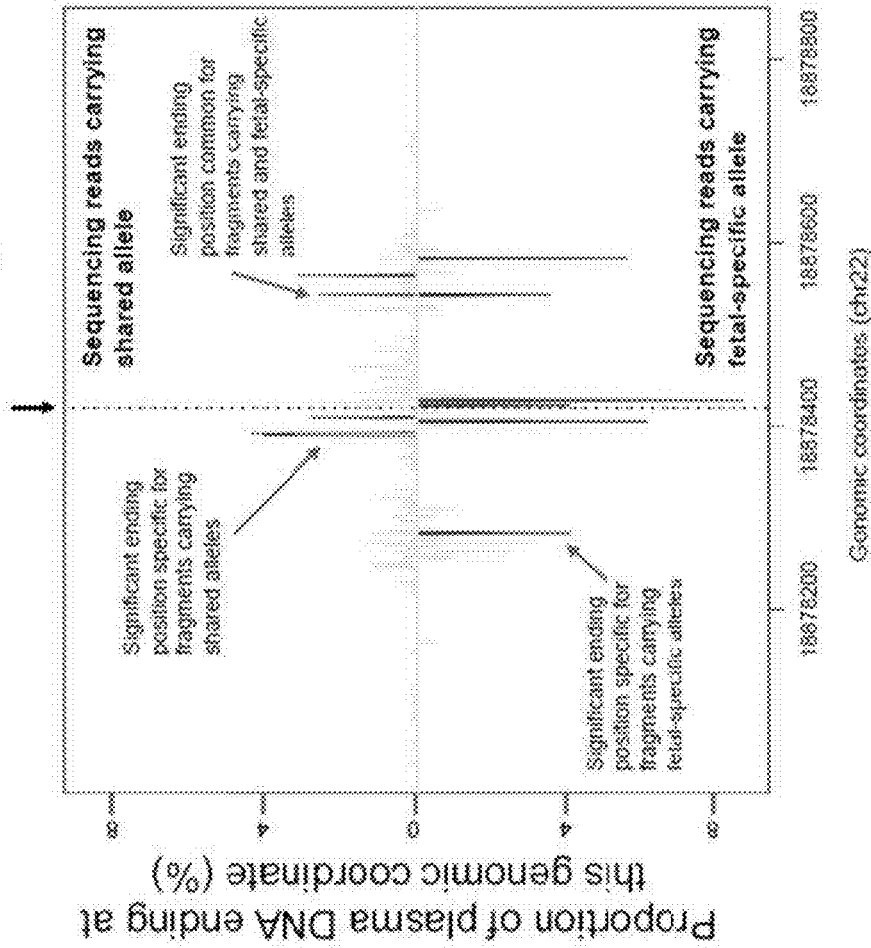 Proportion of plasma DNA ending at
this genomic coordinate (%)
8
4
0
4
8
Sequencing reads carrying
shared allele
Significant ending
position common for
fragments carrying
shared and fetal-specific
alleles
Significant ending
position specific for
fragments carrying
shared alleles
Significant ending
position specific for
fragments carrying
fetal-specific alleles
Sequencing reads carrying
fetal-specific allele
18878200
18878400
18878600
18878800
Genomic coordinates (chr22)